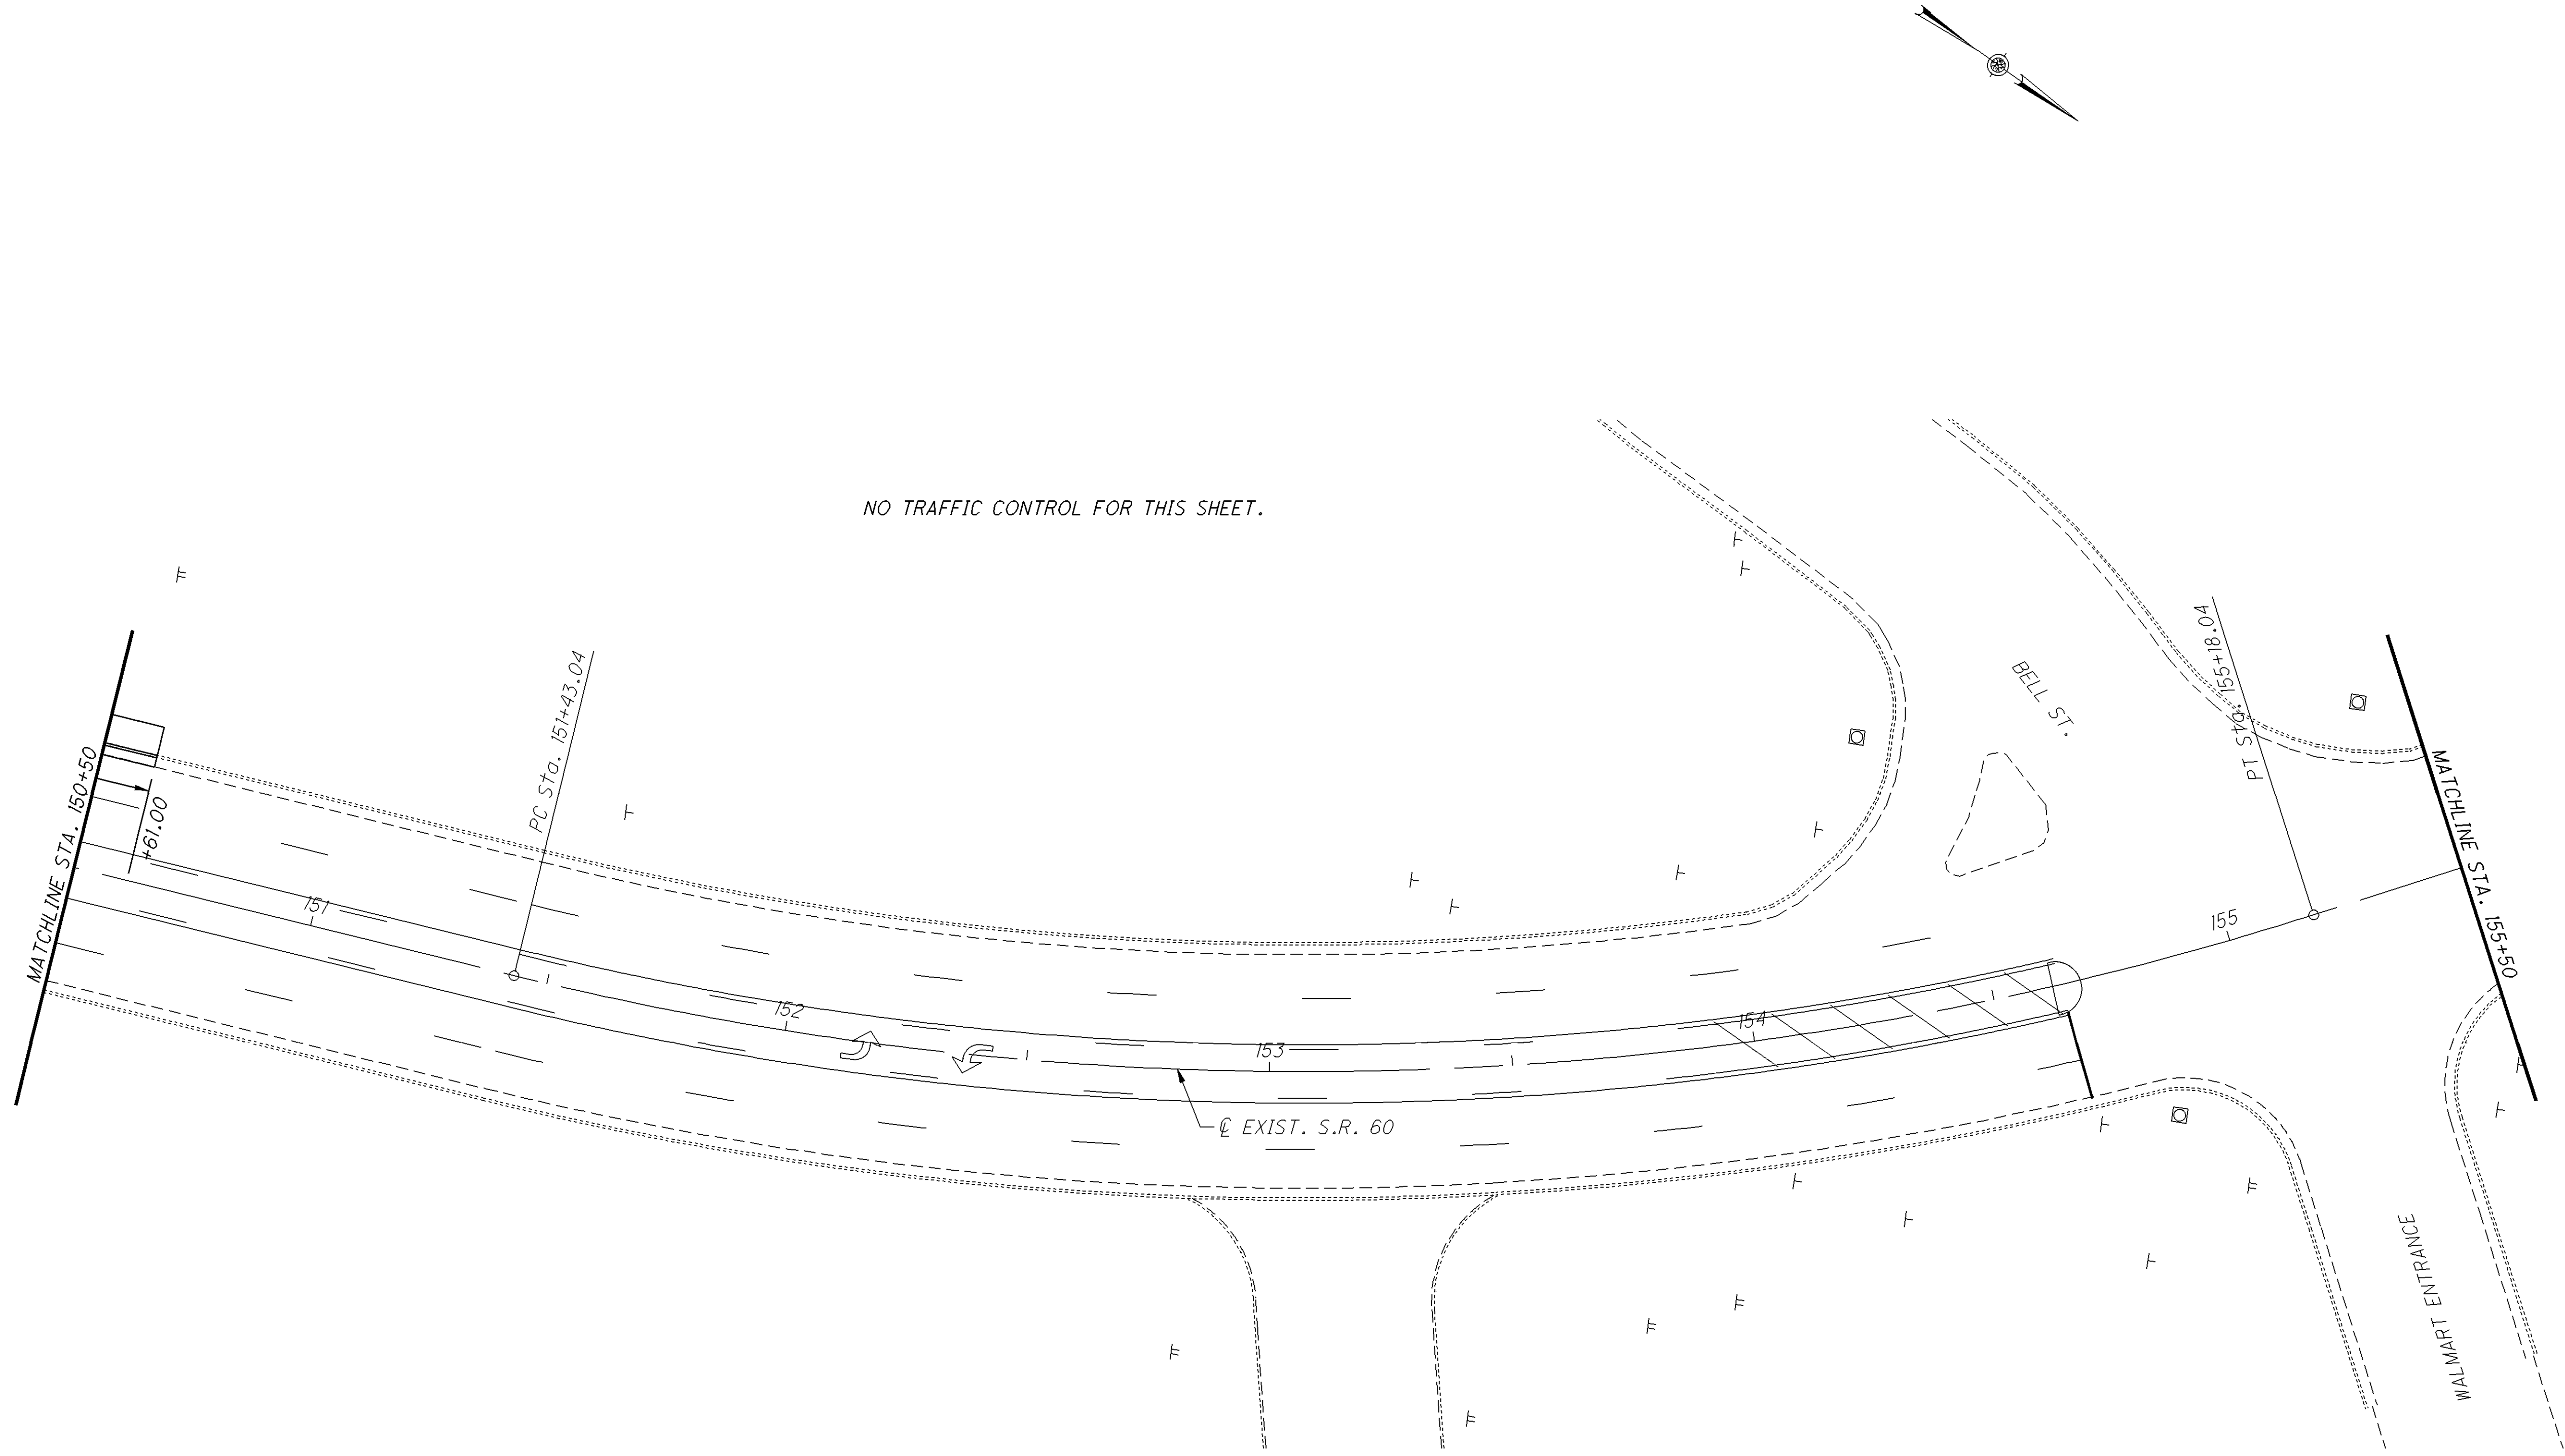 NO TRAFFIC CONTROL FOR THIS SHEET.
MATCHLINE STA. 150+50
+61.00
151
PC Sta. 151+43.04
152
153
℄ EXIST. S.R. 60
154
BELL ST.
155
PT Sta. 155+18.04
MATCHLINE STA. 155+50
WALMART ENTRANCE